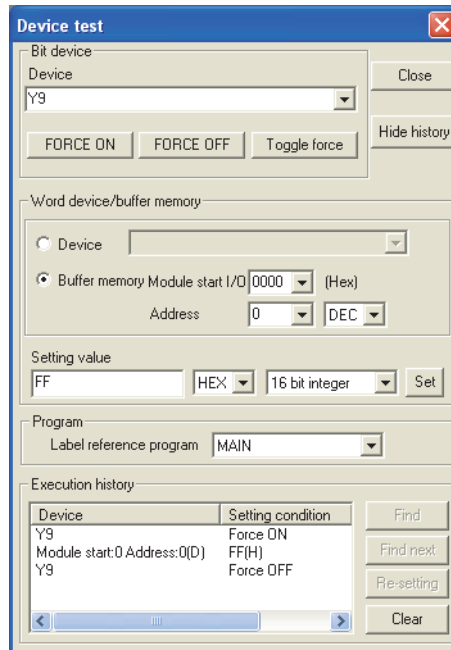 Device test
Bit device
Device
Close
Y9
FORCE ON FORCE OFF Toggle force Hide history
Word device/buffer memory
Device
Buffer memory Module start I/O 0000 (Hex)
Address 0 DEC
Setting value
FF HEX 16 bit integer Set
Program
Label reference program MAIN
Execution history
Device Setting condition Find
Y9 Force ON
Module start:0 Address:0(D) FF(H) Find next
Y9 Force OFF
Re-setting
Clear